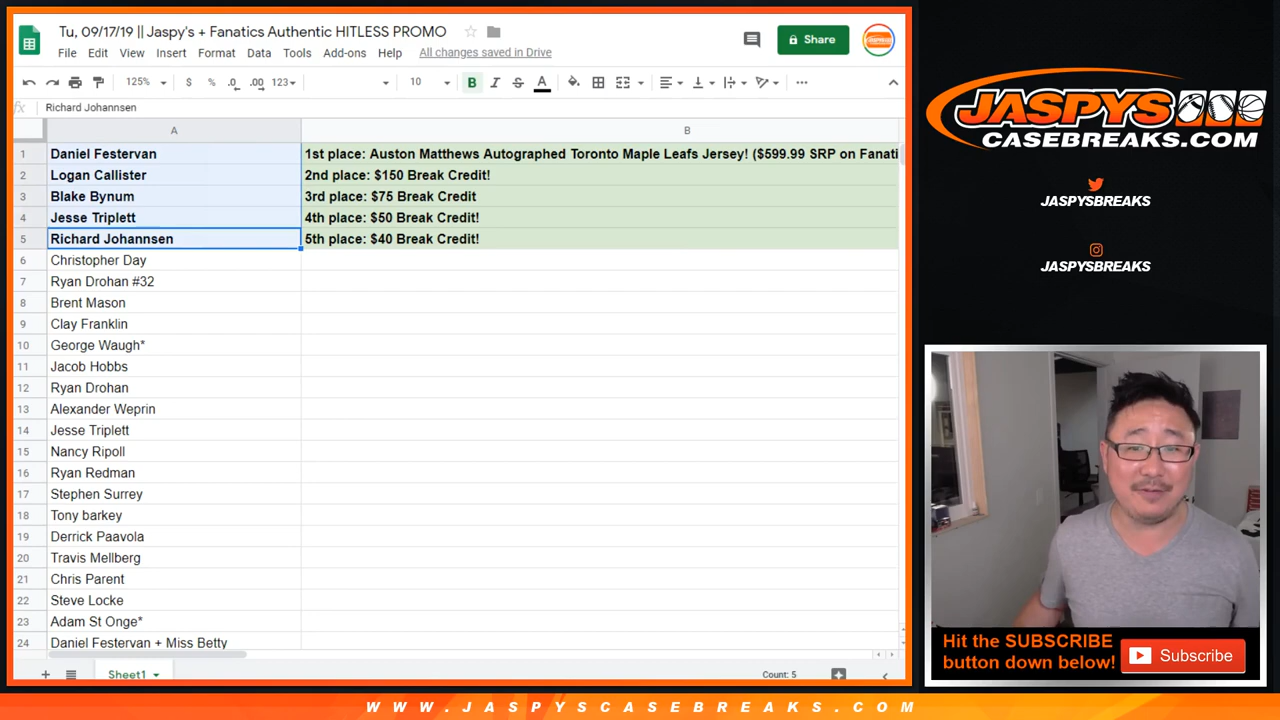 Tu, 09/17/19 || Jaspy's + Fanatics Authentic HITLESS PROMO
File Edit View Insert Format Data Tools Add-ons Help All changes saved in Drive
Share
125% $ % .0 .00 123 10 B I S A
fx Richard Johannsen
A B
1 Daniel Festervan 1st place: Auston Matthews Autographed Toronto Maple Leafs Jersey! ($599.99 SRP on Fanati
2 Logan Callister 2nd place: $150 Break Credit!
3 Blake Bynum 3rd place: $75 Break Credit
4 Jesse Triplett 4th place: $50 Break Credit!
5 Richard Johannsen 5th place: $40 Break Credit!
6 Christopher Day
7 Ryan Drohan #32
8 Brent Mason
9 Clay Franklin
10 George Waugh*
11 Jacob Hobbs
12 Ryan Drohan
13 Alexander Weprin
14 Jesse Triplett
15 Nancy Ripoll
16 Ryan Redman
17 Stephen Surrey
18 Tony barkey
19 Derrick Paavola
20 Travis Mellberg
21 Chris Parent
22 Steve Locke
23 Adam St Onge*
24 Daniel Festervan + Miss Betty
Sheet1
Count: 5
JASPYS
CASEBREAKS.COM
JASPYSBREAKS
JASPYSBREAKS
Hit the SUBSCRIBE
button down below!
Subscribe
WWW.JASPYSCASEBREAKS.COM